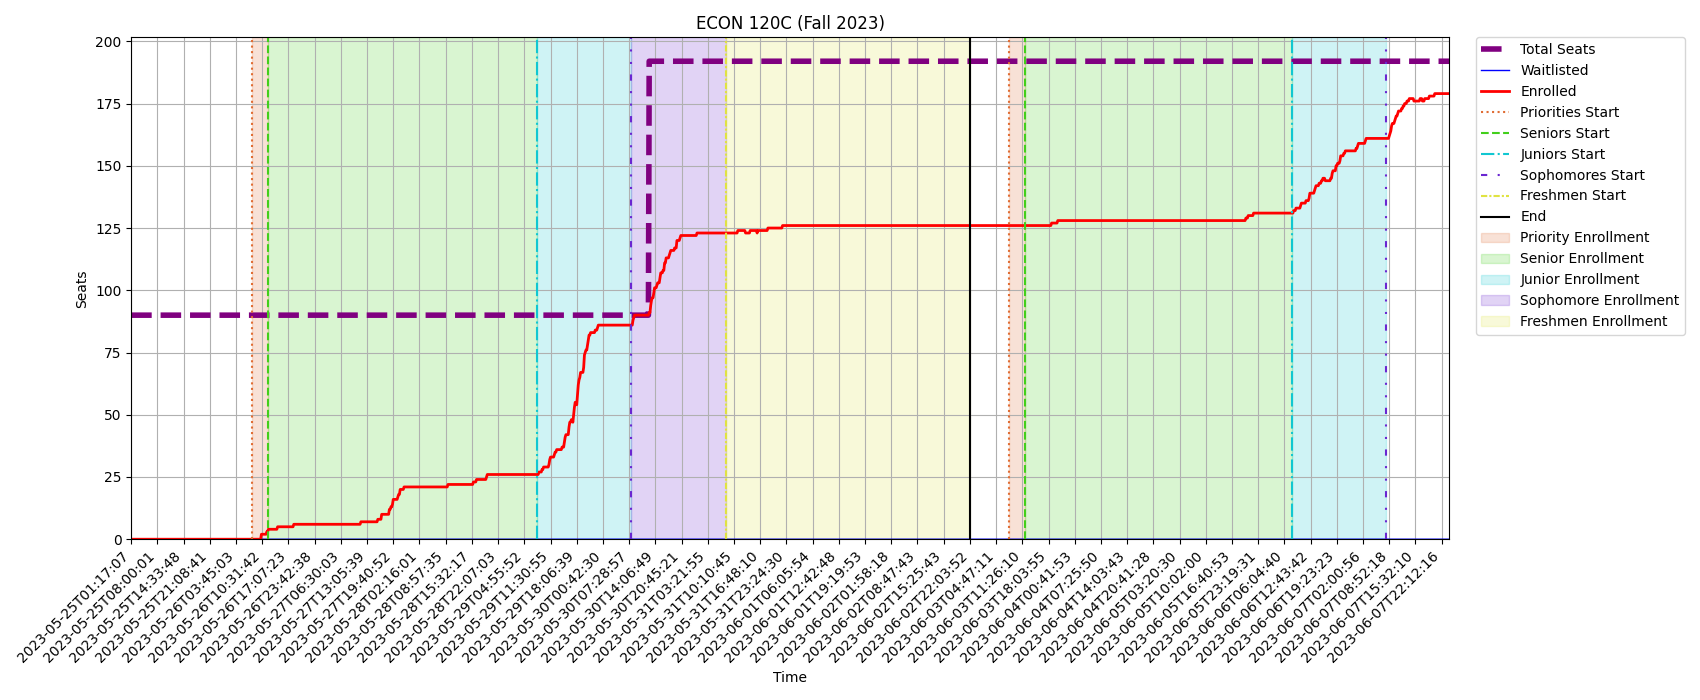 ECON 120C (Fall 2023)
Seats
200
175
150
125
100
75
50
25
0
2023-05-25T01:17:07
2023-05-25T08:00:01
2023-05-25T14:33:48
2023-05-25T21:08:41
2023-05-26T03:45:03
2023-05-26T10:31:42
2023-05-26T17:07:23
2023-05-26T23:42:38
2023-05-27T06:30:03
2023-05-27T13:05:39
2023-05-27T19:40:52
2023-05-28T02:16:01
2023-05-28T08:57:35
2023-05-28T15:32:17
2023-05-28T22:07:03
2023-05-29T04:55:52
2023-05-29T11:30:55
2023-05-29T18:06:39
2023-05-30T00:42:30
2023-05-30T07:28:57
2023-05-30T14:06:49
2023-05-30T20:45:21
2023-05-31T03:21:55
2023-05-31T10:10:45
2023-05-31T16:48:10
2023-05-31T23:24:30
2023-06-01T06:05:54
2023-06-01T12:42:48
2023-06-01T19:19:53
2023-06-02T01:58:18
2023-06-02T08:47:43
2023-06-02T15:25:43
2023-06-02T22:03:52
2023-06-03T04:47:11
2023-06-03T11:26:10
2023-06-03T18:03:55
2023-06-04T00:41:53
2023-06-04T07:25:50
2023-06-04T14:03:43
2023-06-04T20:41:28
2023-06-05T03:20:30
2023-06-05T10:02:00
2023-06-05T16:40:53
2023-06-05T23:19:31
2023-06-06T06:04:40
2023-06-06T12:43:42
2023-06-06T19:23:23
2023-06-07T02:00:56
2023-06-07T08:52:18
2023-06-07T15:32:10
2023-06-07T22:12:16
Time
Total Seats
Waitlisted
Enrolled
Priorities Start
Seniors Start
Juniors Start
Sophomores Start
Freshmen Start
End
Priority Enrollment
Senior Enrollment
Junior Enrollment
Sophomore Enrollment
Freshmen Enrollment